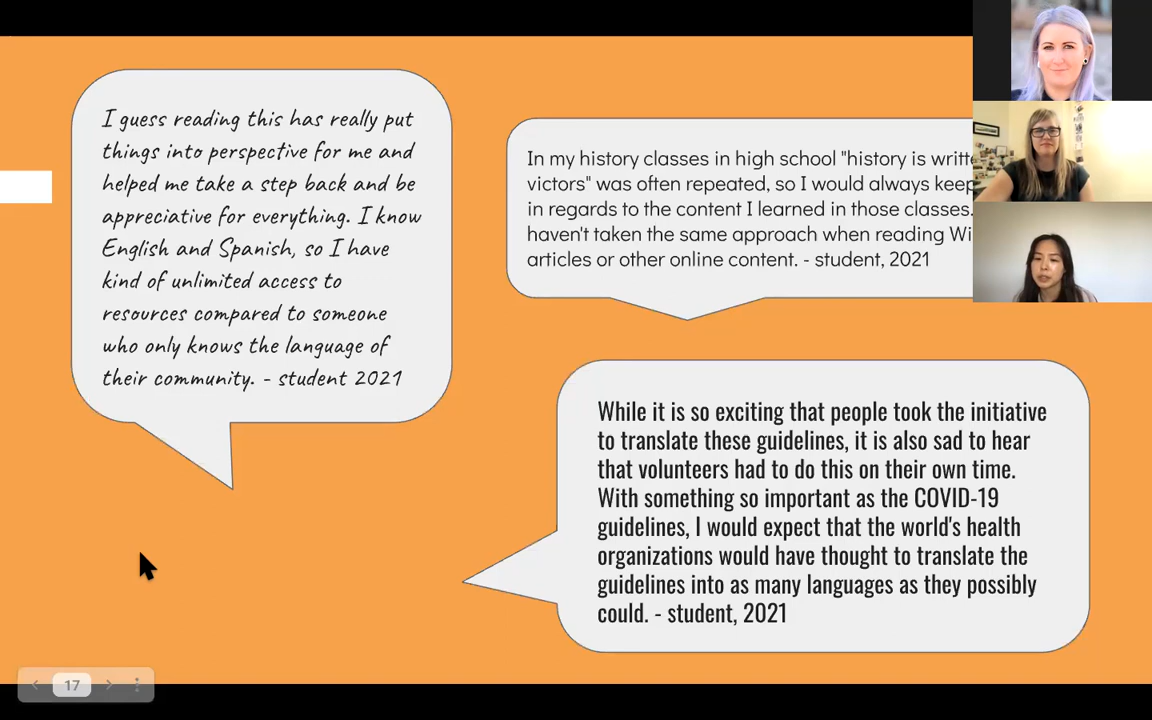 I guess reading this has really put
things into perspective for me and
helped me take a step back and be
appreciative for everything. I know
English and Spanish, so I have
kind of unlimited access to
resources compared to someone
who only knows the language of
their community. - student 2021
In my history classes in high school "history is writte
victors" was often repeated, so I would always keep
in regards to the content I learned in those classes.
haven't taken the same approach when reading Wi
articles or other online content. - student, 2021
While it is so exciting that people took the initiative
to translate these guidelines, it is also sad to hear
that volunteers had to do this on their own time.
With something so important as the COVID-19
guidelines, I would expect that the world's health
organizations would have thought to translate the
guidelines into as many languages as they possibly
could. - student, 2021
17